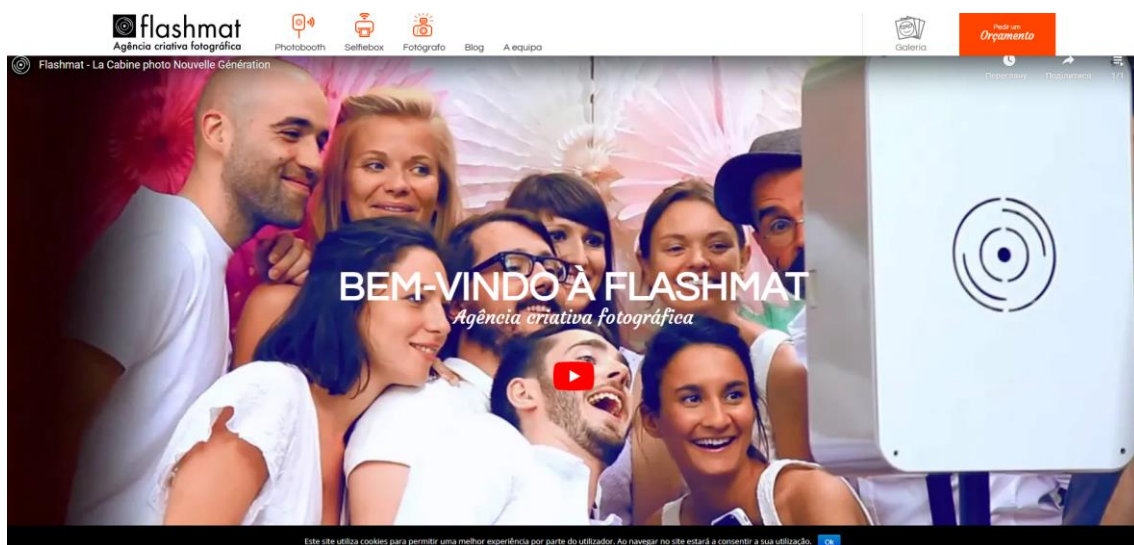 flashmat
Agência criativa fotográfica
Photobooth
Selfiebox
Fotógrafo
Blog
A equipa
Galeria
Pedir um
Orçamento
Flashmat - La Cabine photo Nouvelle Génération
1/1
BEM-VINDO À FLASHMAT
Agência criativa fotográfica
Este site utiliza cookies para permitir uma melhor experiência por parte do utilizador. Ao navegar no site estará a consentir a sua utilização.
Ok